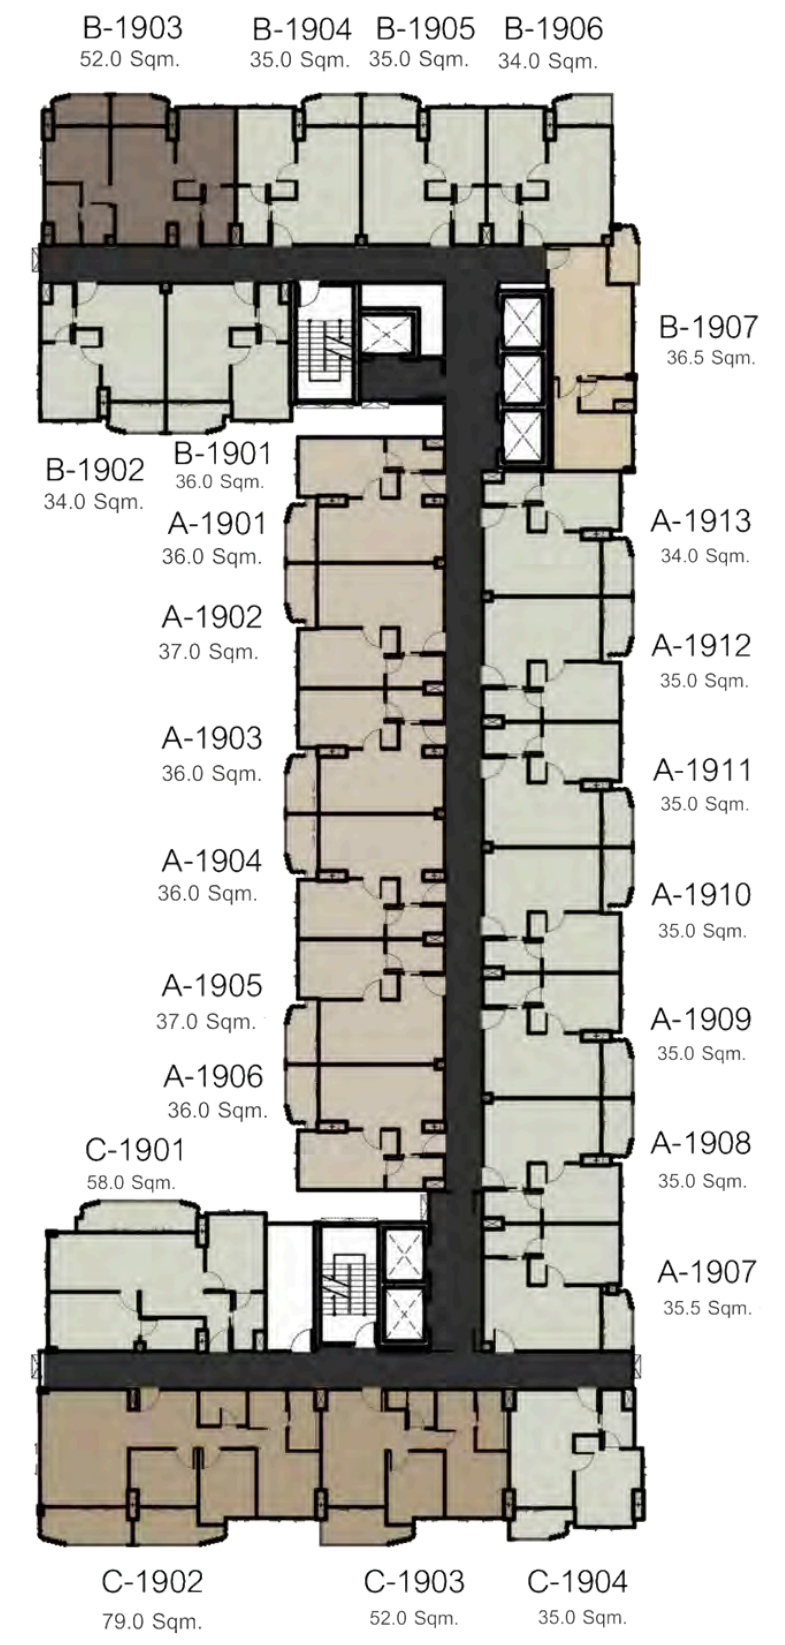 B-1903
52.0 Sqm.
B-1904
35.0 Sqm.
B-1905
35.0 Sqm.
B-1906
34.0 Sqm.
B-1907
36.5 Sqm.
B-1902
34.0 Sqm.
B-1901
36.0 Sqm.
A-1901
36.0 Sqm.
A-1913
34.0 Sqm.
A-1902
37.0 Sqm.
A-1912
35.0 Sqm.
A-1903
36.0 Sqm.
A-1911
35.0 Sqm.
A-1904
36.0 Sqm.
A-1910
35.0 Sqm.
A-1905
37.0 Sqm.
A-1909
35.0 Sqm.
A-1906
36.0 Sqm.
A-1908
35.0 Sqm.
C-1901
58.0 Sqm.
A-1907
35.5 Sqm.
C-1902
79.0 Sqm.
C-1903
52.0 Sqm.
C-1904
35.0 Sqm.